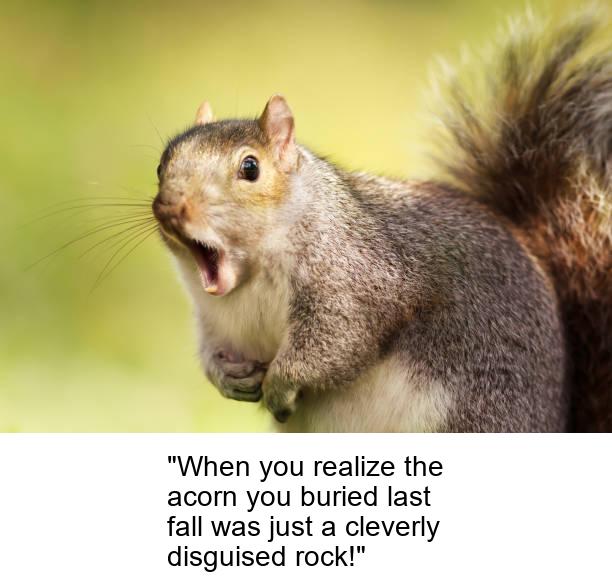 "When you realize the
acorn you buried last
fall was just a cleverly
disguised rock!"